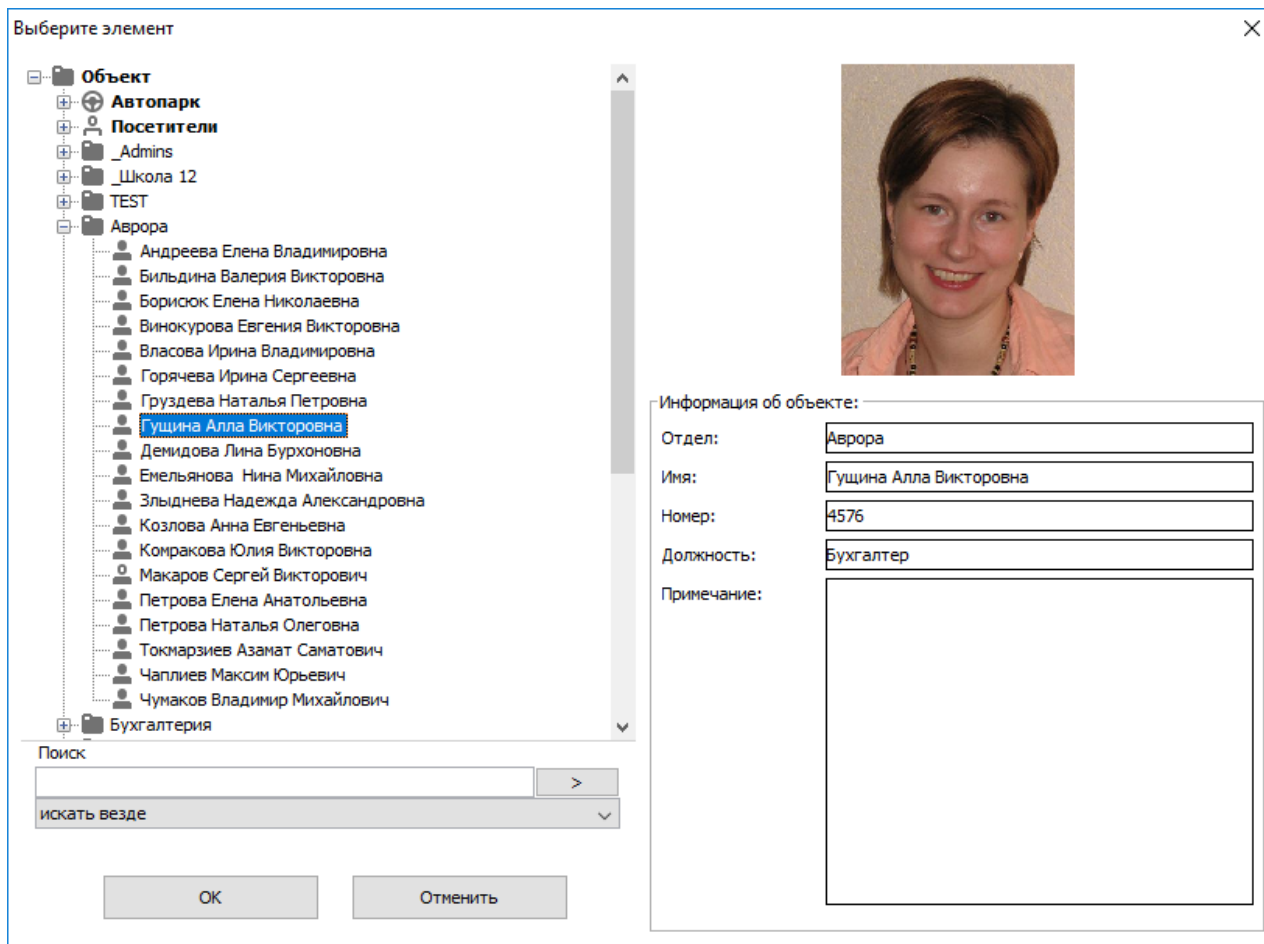 Выберите элемент
Объект
Автопарк
Посетители
_Admins
_Школа 12
TEST
Аврора
Андреева Елена Владимировна
Бильдина Валерия Викторовна
Борисюк Елена Николаевна
Винокурова Евгения Викторовна
Власова Ирина Владимировна
Горячева Ирина Сергеевна
Груздева Наталья Петровна
Гущина Алла Викторовна
Демидова Лина Бурхоновна
Емельянова  Нина Михайловна
Злыднева Надежда Александровна
Козлова Анна Евгеньевна
Комракова Юлия Викторовна
Макаров Сергей Викторович
Петрова Елена Анатольевна
Петрова Наталья Олеговна
Токмарзиев Азамат Саматович
Чаплиев Максим Юрьевич
Чумаков Владимир Михайлович
Бухгалтерия
Поиск
>
искать везде
ОК
Отменить
Информация об объекте:
Отдел: Аврора
Имя: Гущина Алла Викторовна
Номер: 4576
Должность: Бухгалтер
Примечание: